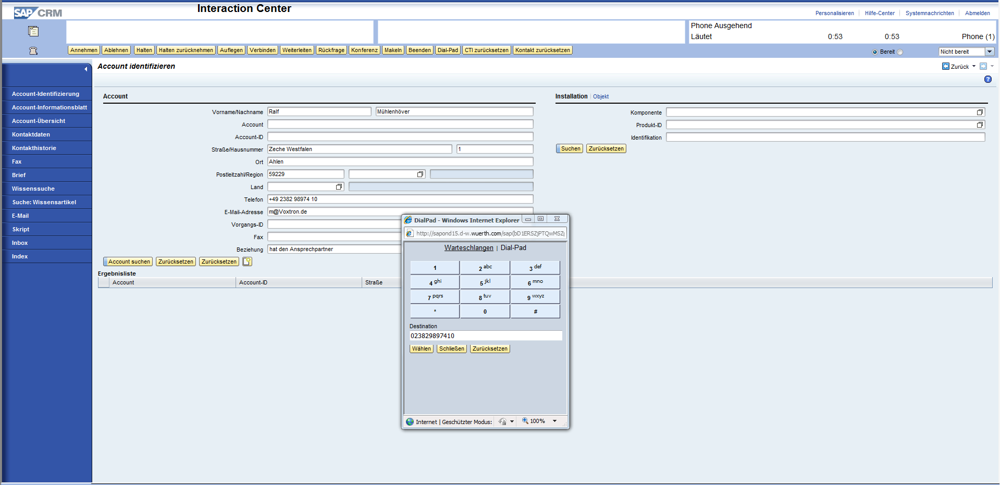 SAP CRM
Interaction Center
Personalisieren Hilfe-Center Systemnachrichten Abmelden
Phone Ausgehend
Läutet 0:53 0:53 Phone (1)
Annehmen Ablehnen Halten Halten zurücknehmen Auflegen Verbinden Weiterleiten Rückfrage Konferenz Makeln Beenden Dial-Pad CTI zurücksetzen Kontakt zurücksetzen
Bereit Nicht bereit
Account identifizieren
Zurück
Account-Identifizierung
Account-Informationsblatt
Account-Übersicht
Kontaktdaten
Kontakthistorie
Fax
Brief
Wissenssuche
Suche: Wissensartikel
E-Mail
Skript
Inbox
Index
Account
Vorname/Nachname Ralf Mühlenhöver
Account
Account-ID
Straße/Hausnummer Zeche Westfalen 1
Ort Ahlen
Postleitzahl/Region 59229
Land
Telefon +49 2382 98974 10
E-Mail-Adresse m@Voxtron.de
Vorgangs-ID
Fax
Beziehung hat den Ansprechpartner
Account suchen Zurücksetzen Zurücksetzen
Ergebnisliste
Account Account-ID Straße
Installation Objekt
Komponente
Produkt-ID
Identifikation
Suchen Zurücksetzen
DialPad - Windows Internet Explorer
http://sapond15.d-w.wuerth.com/sap(bD1ERSZjPTQwMSZp
Warteschlangen | Dial-Pad
1 2 abc 3 def
4 ghi 5 jkl 6 mno
7 pqrs 8 tuv 9 wxyz
* 0 #
Destination
023829897410
Wählen Schließen Zurücksetzen
Internet | Geschützter Modus: 100%